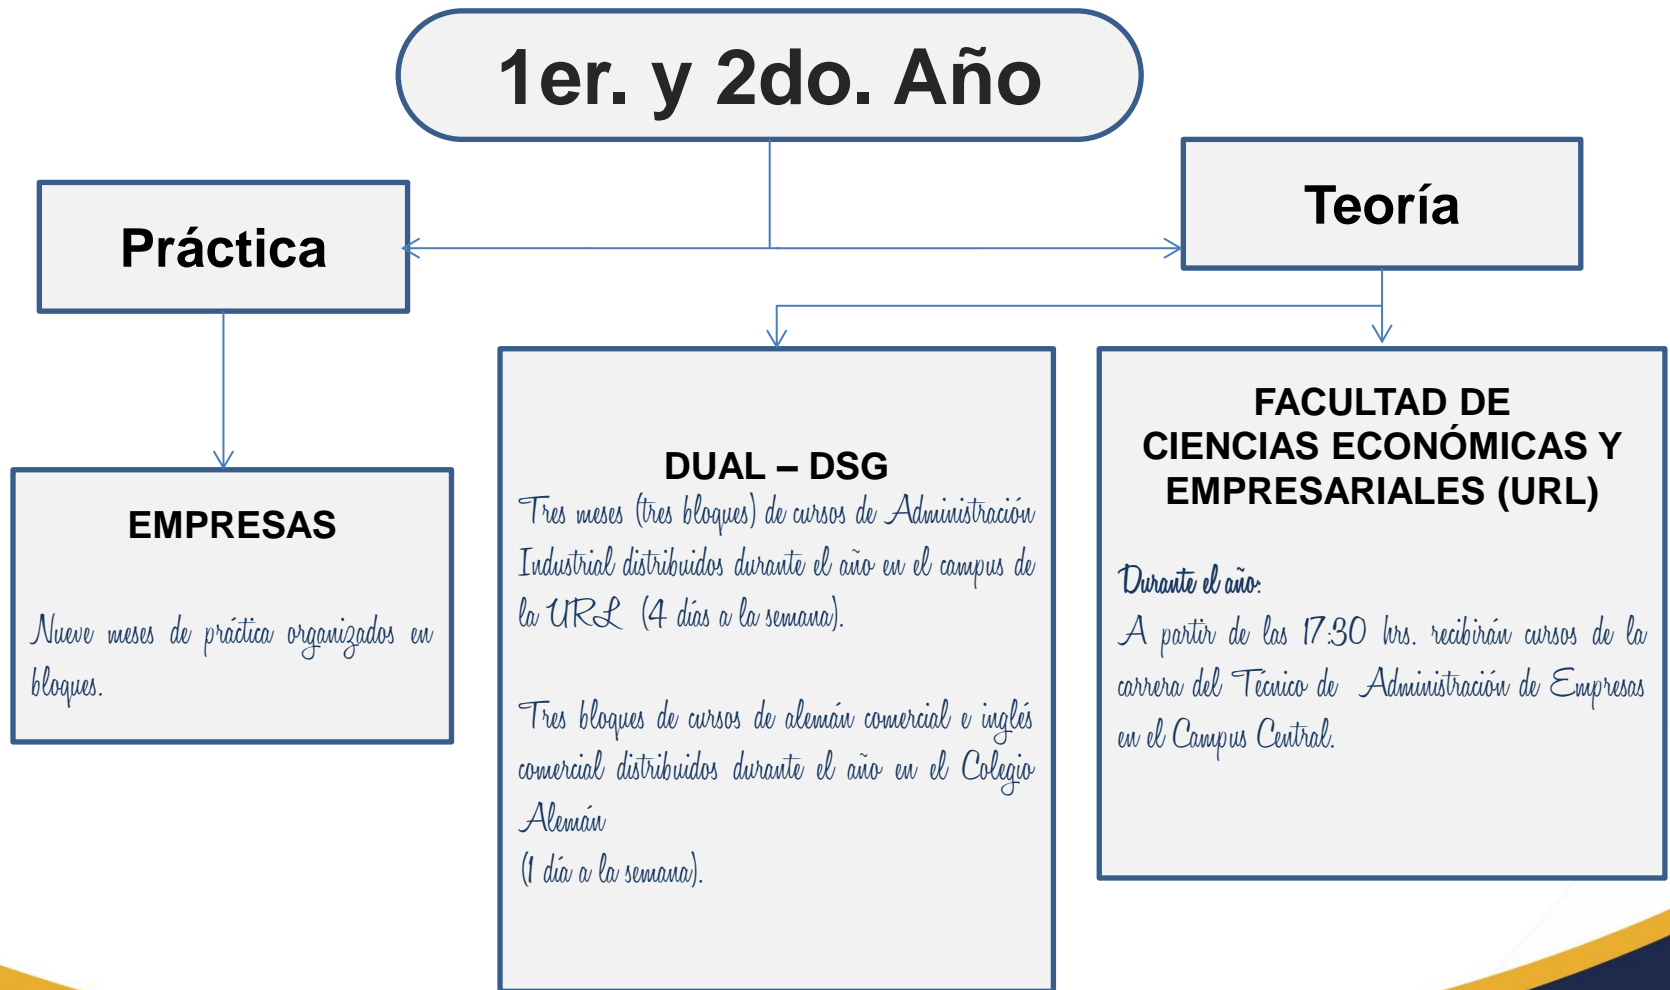 1er. y 2do. Año
Práctica
Teoría
EMPRESAS
Nueve meses de práctica organizados en
bloques.
DUAL – DSG
Tres meses (tres bloques) de cursos de Administración
Industrial distribuidos durante el año en el campus de
la URL (4 días a la semana).
Tres bloques de cursos de alemán comercial e inglés
comercial distribuidos durante el año en el Colegio
Alemán
(1 día a la semana).
FACULTAD DE
CIENCIAS ECONÓMICAS Y
EMPRESARIALES (URL)
Durante el año:
A partir de las 17:30 hrs. recibirán cursos de la
carrera del Técnico de Administración de Empresas
en el Campus Central.